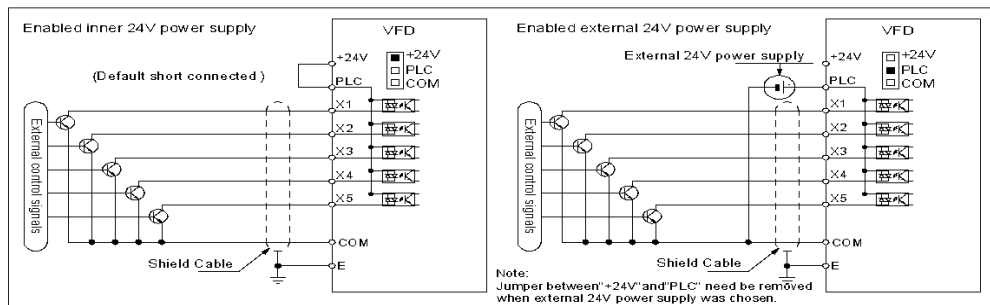 Enabled inner 24V power supply
VFD
+24V
PLC
COM
+24V
(Default short connected )
PLC
X1
X2
X3
X4
X5
External control signals
COM
Shield Cable
E
Enabled external 24V power supply
VFD
+24V
PLC
COM
External 24V power supply
+24V
PLC
X1
X2
X3
X4
X5
External control signals
COM
Shield Cable
E
Note:
Jumper between"+24V"and"PLC" need be removed
when external 24V power supply was chosen.